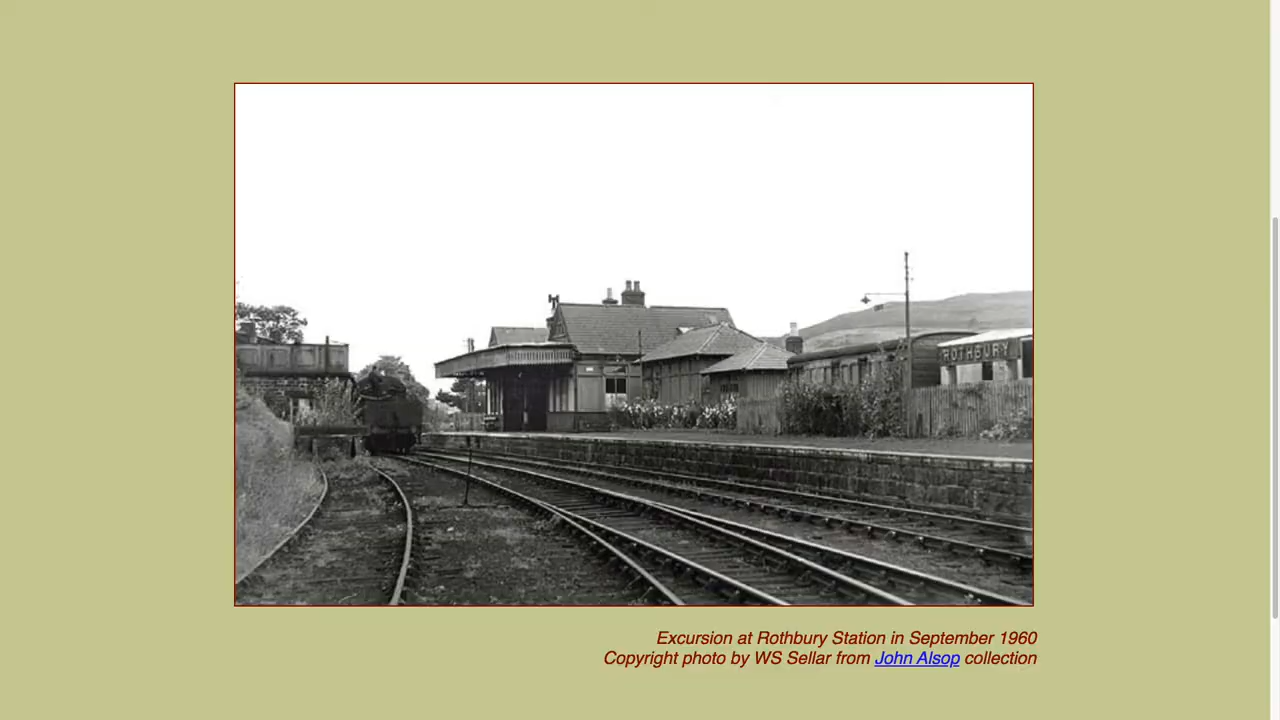 ROTHBURY
Excursion at Rothbury Station in September 1960
Copyright photo by WS Sellar from John Alsop collection